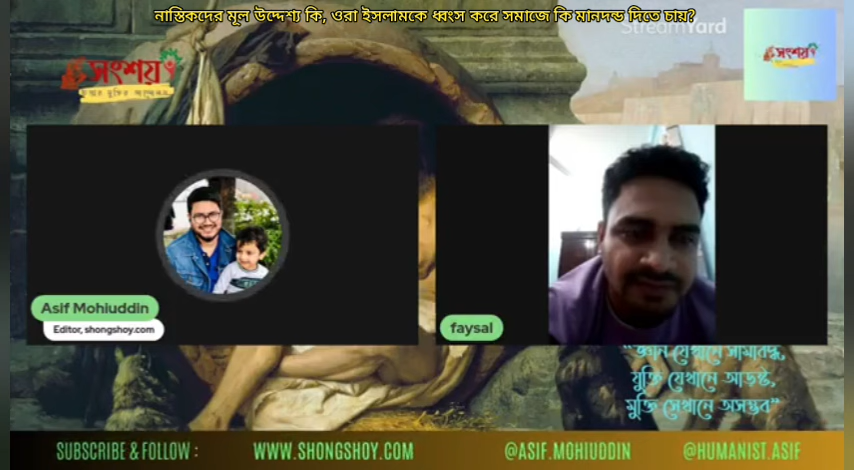 নাস্তিকদের মূল উদ্দেশ্য কি, ওরা ইসলামকে ধ্বংস করে সমাজে কি মানদন্ড দিতে চায়?
StreamYard
সংশয়
সংশয়
Asif Mohiuddin
Editor, shongshoy.com
faysal
“জ্ঞান যেখানে সীমাবদ্ধ,
যুক্তি যেখানে আড়ষ্ট,
মুক্তি সেখানে অসম্ভব”
SUBSCRIBE & FOLLOW :
WWW.SHONGSHOY.COM
@ASIF.MOHIUDDIN
@HUMANIST.ASIF